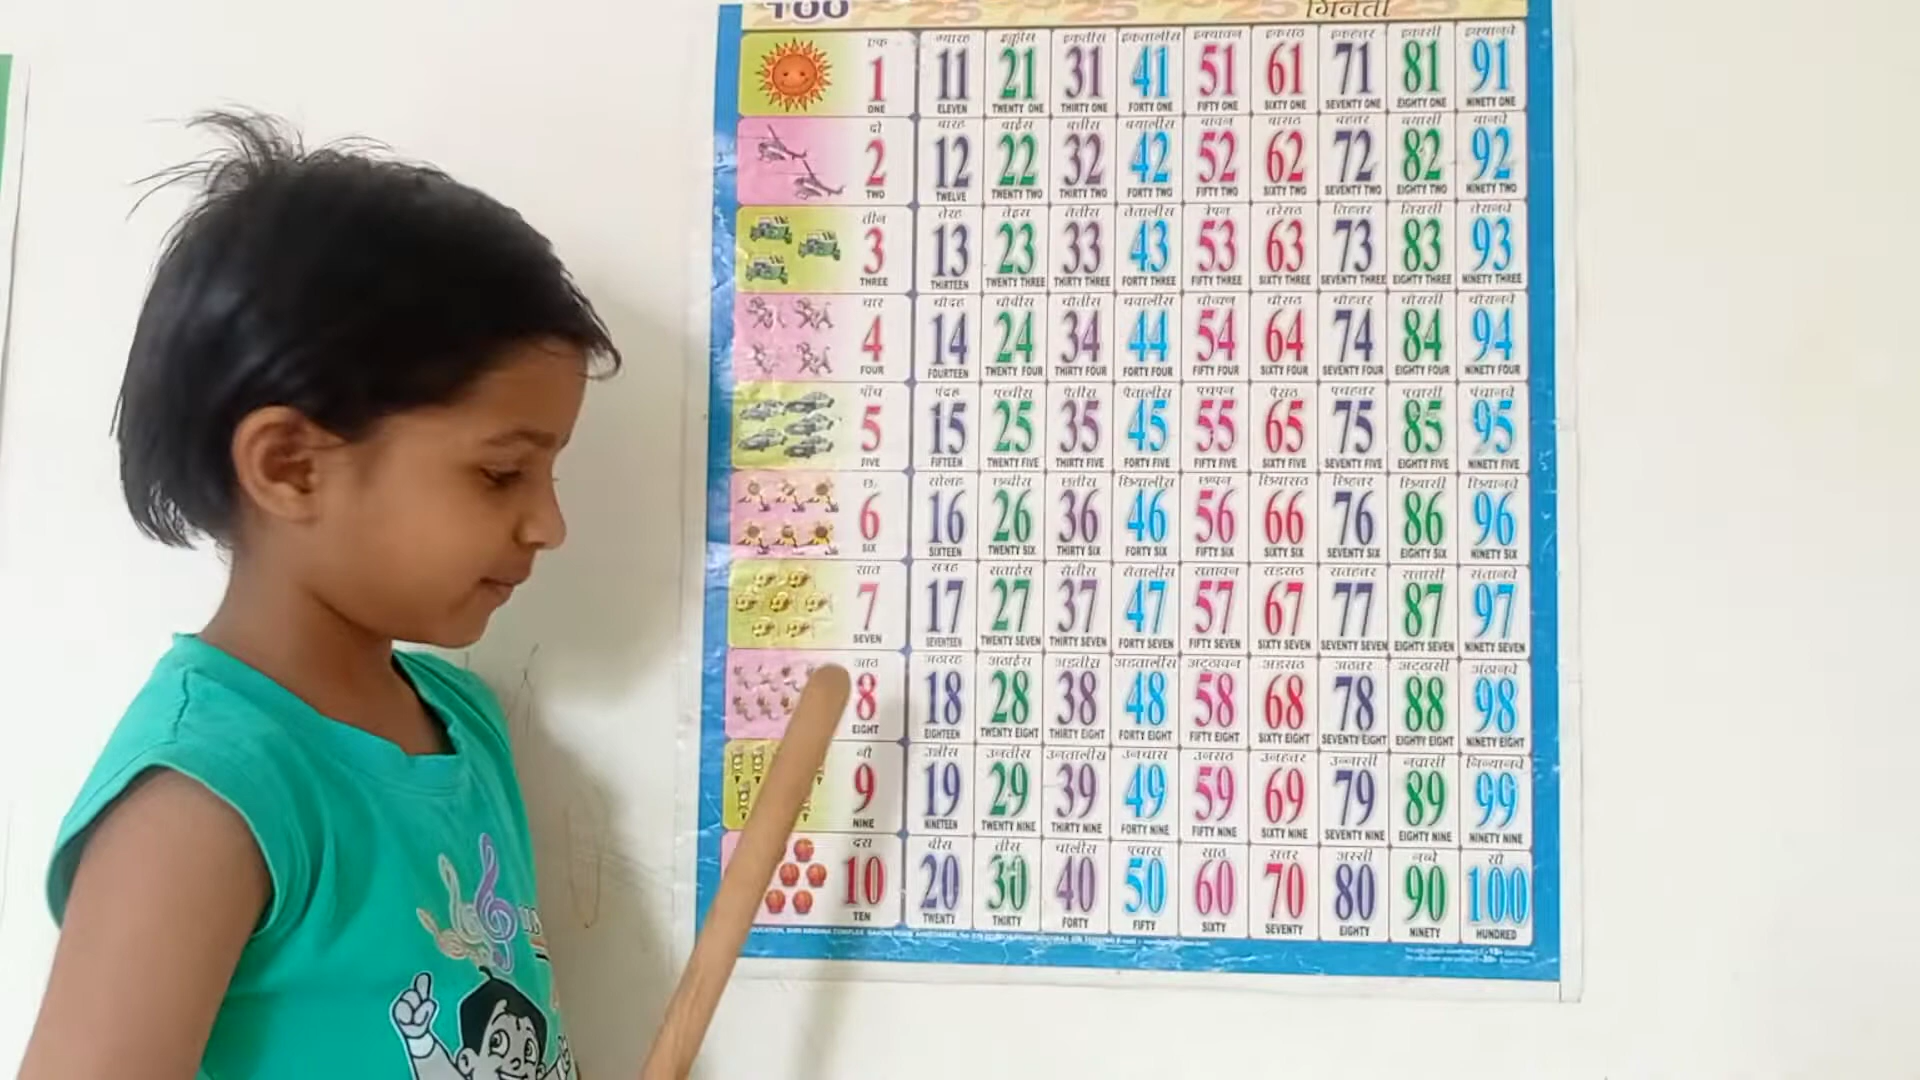 100 गिनती
एक ग्यारह इक्कीस इकतीस इकतालीस इक्यावन इकसठ इकहत्तर इकासी इक्यानवे
1 11 21 31 41 51 61 71 81 91
ONE ELEVEN TWENTY ONE THIRTY ONE FORTY ONE FIFTY ONE SIXTY ONE SEVENTY ONE EIGHTY ONE NINETY ONE
दो बारह बाईस बत्तीस बयालीस बावन बासठ बहत्तर बयासी बानवे
2 12 22 32 42 52 62 72 82 92
TWO TWELVE TWENTY TWO THIRTY TWO FORTY TWO FIFTY TWO SIXTY TWO SEVENTY TWO EIGHTY TWO NINETY TWO
तीन तेरह तेइस तेतीस तेतालीस त्रेपन तरेसठ तिहत्तर तिरासी तेरानवे
3 13 23 33 43 53 63 73 83 93
THREE THIRTEEN TWENTY THREE THIRTY THREE FORTY THREE FIFTY THREE SIXTY THREE SEVENTY THREE EIGHTY THREE NINETY THREE
चार चौदह चौबीस चौतीस चवालीस चौव्वन चौसठ चौहत्तर चौरासी चौरानवे
4 14 24 34 44 54 64 74 84 94
FOUR FOURTEEN TWENTY FOUR THIRTY FOUR FORTY FOUR FIFTY FOUR SIXTY FOUR SEVENTY FOUR EIGHTY FOUR NINETY FOUR
पाँच पंद्रह पच्चीस पैतीस पैतालीस पचपन पैसठ पचहत्तर पचासी पंचानवे
5 15 25 35 45 55 65 75 85 95
FIVE FIFTEEN TWENTY FIVE THIRTY FIVE FORTY FIVE FIFTY FIVE SIXTY FIVE SEVENTY FIVE EIGHTY FIVE NINETY FIVE
छः सोलह छब्बीस छत्तीस छियालीस छप्पन छियासठ छिहत्तर छियासी छियानवे
6 16 26 36 46 56 66 76 86 96
SIX SIXTEEN TWENTY SIX THIRTY SIX FORTY SIX FIFTY SIX SIXTY SIX SEVENTY SIX EIGHTY SIX NINETY SIX
सात सत्रह सताईस सैतीस सैतालीस सतावन सड़सठ सतहत्तर सत्तासी संतानवे
7 17 27 37 47 57 67 77 87 97
SEVEN SEVENTEEN TWENTY SEVEN THIRTY SEVEN FORTY SEVEN FIFTY SEVEN SIXTY SEVEN SEVENTY SEVEN EIGHTY SEVEN NINETY SEVEN
आठ अठारह अठाईस अड़तीस अड़तालीस अट्ठावन अड़सठ अठत्तर अट्ठासी अंठानवे
8 18 28 38 48 58 68 78 88 98
EIGHT EIGHTEEN TWENTY EIGHT THIRTY EIGHT FORTY EIGHT FIFTY EIGHT SIXTY EIGHT SEVENTY EIGHT EIGHTY EIGHT NINETY EIGHT
नौ उन्नीस उनतीस उनतालीस उनचास उनसठ उनहत्तर उन्नासी नवासी निन्यानवे
9 19 29 39 49 59 69 79 89 99
NINE NINETEEN TWENTY NINE THIRTY NINE FORTY NINE FIFTY NINE SIXTY NINE SEVENTY NINE EIGHTY NINE NINETY NINE
दस बीस तीस चालीस पचास साठ सत्तर अस्सी नब्बे सौ
10 20 30 40 50 60 70 80 90 100
TEN TWENTY THIRTY FORTY FIFTY SIXTY SEVENTY EIGHTY NINETY HUNDRED